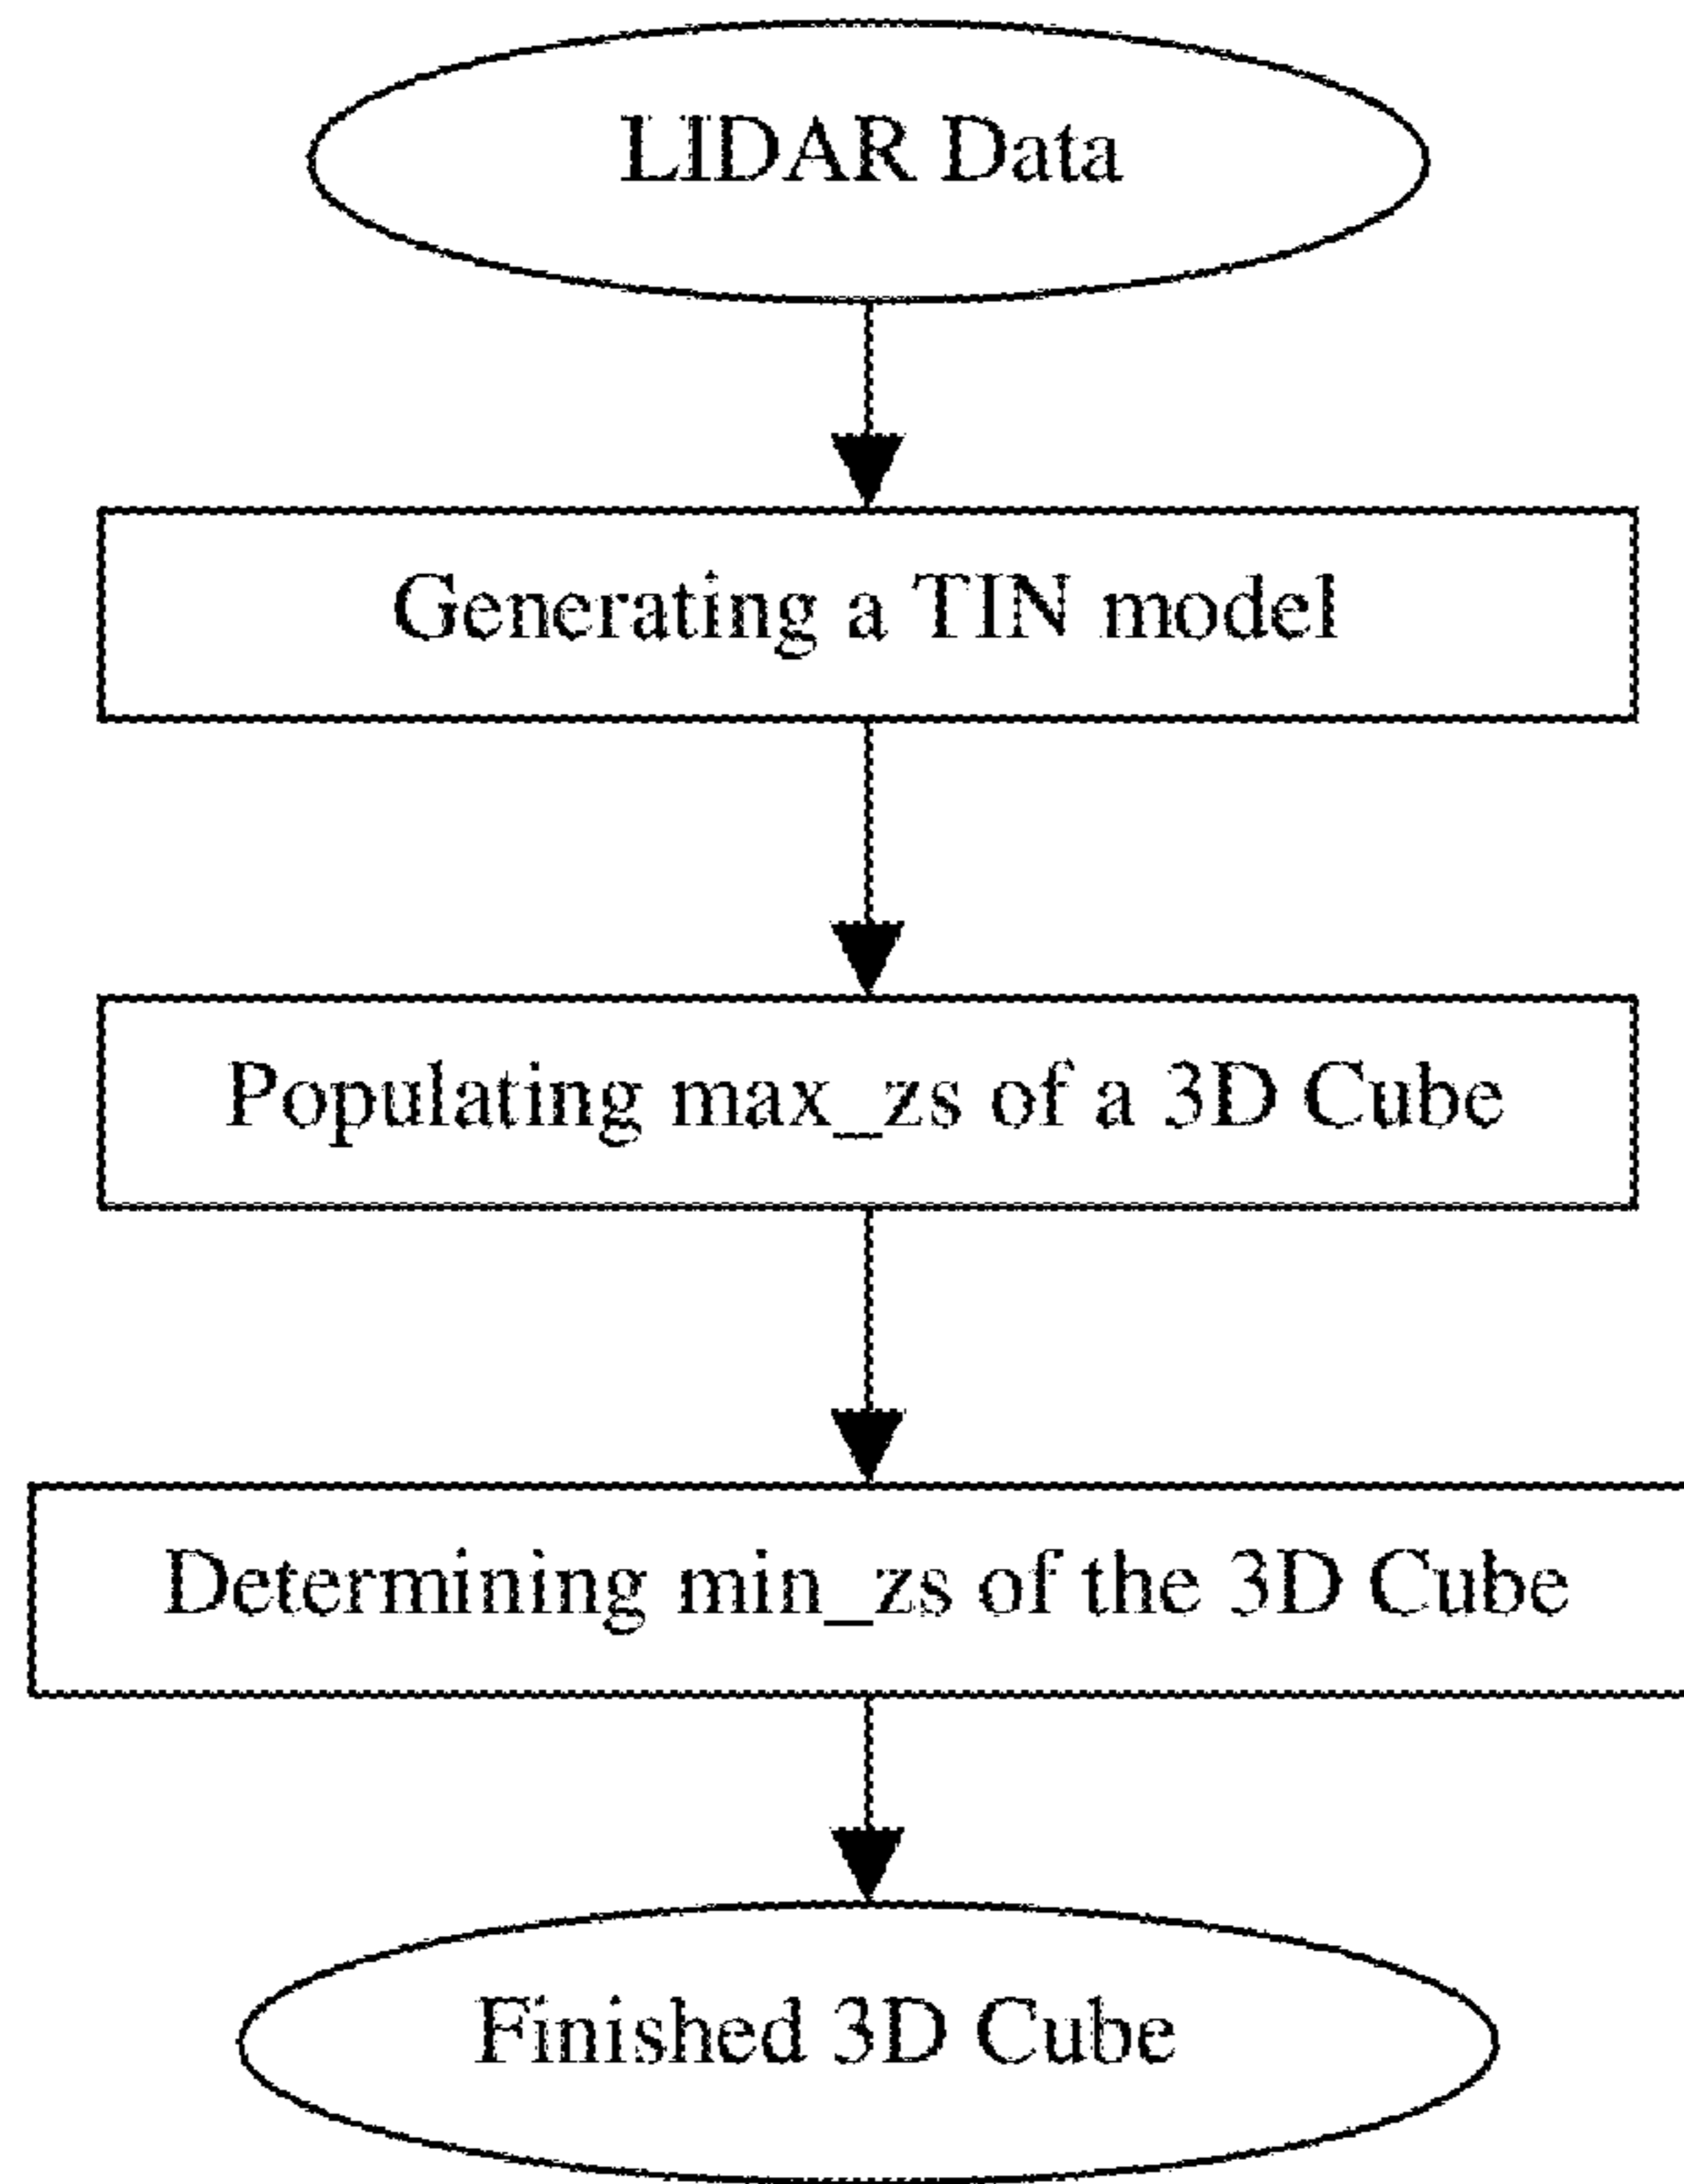 LIDAR Data
Generating a TIN model
Populating max_zs of a 3D Cube
Determining min_zs of the 3D Cube
Finished 3D Cube